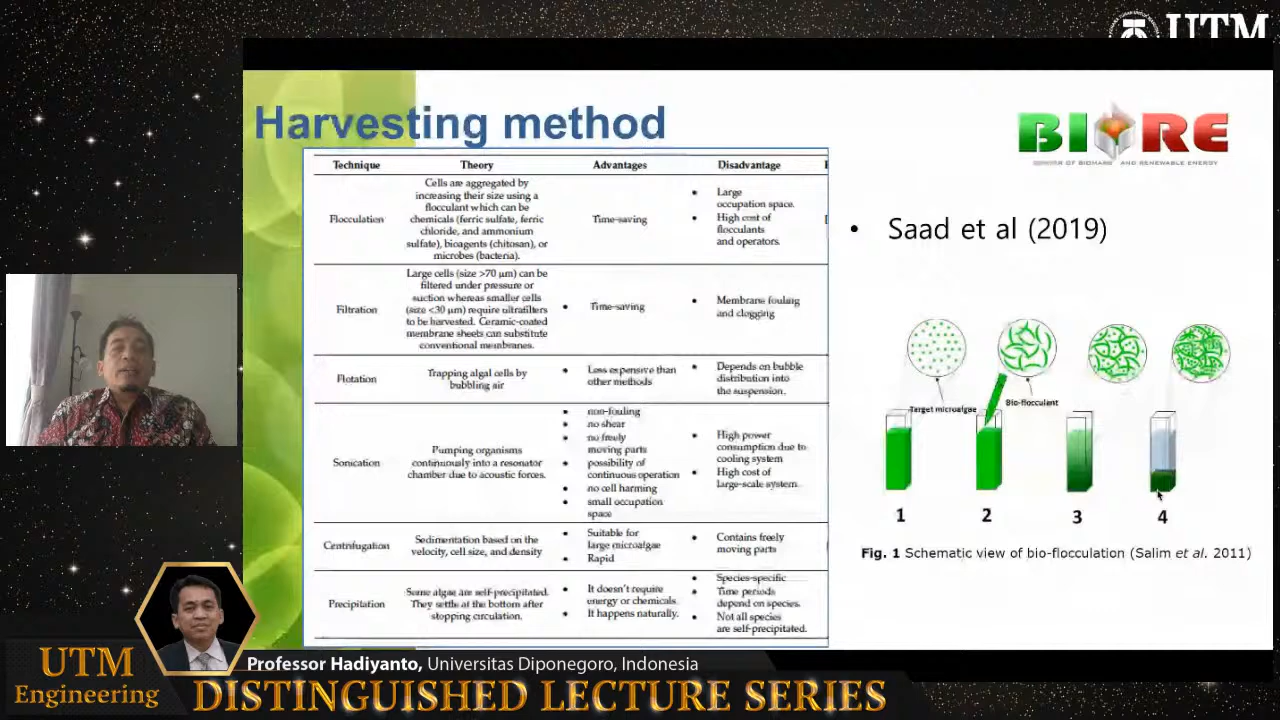 UTM
Harvesting method
BIORE
CENTER OF BIOMASS AND RENEWABLE ENERGY
Technique Theory Advantages Disadvantage
Flocculation
Cells are aggregated by
increasing their size using a
flocculant which can be
chemicals (ferric sulfate, ferric
chloride, and ammonium
sulfate), bioagents (chitosan), or
microbes (bacteria).
Time-saving
• Large
occupation space.
• High cost of
flocculants
and operators.
Filtration
Large cells (size >70 μm) can be
filtered under pressure or
suction whereas smaller cells
(size <30 μm) require ultrafilters
to be harvested. Ceramic-coated
membrane sheets can substitute
conventional membranes.
• Time-saving
• Membrane fouling
and clogging
Flotation
Trapping algal cells by
bubbling air
• Less expensive than
other methods
• Depends on bubble
distribution into
the suspension.
Sonication
Pumping organisms
continuously into a resonator
chamber due to acoustic forces.
• non-fouling
• no shear
• no freely
moving parts
• possibility of
continuous operation
• no cell harming
• small occupation
space
• High power
consumption due to
cooling system
• High cost of
large-scale system
Centrifugation
Sedimentation based on the
velocity, cell size, and density
• Suitable for
large microalgae
• Rapid
• Contains freely
moving parts
Precipitation
Some algae are self-precipitated.
They settle at the bottom after
stopping circulation.
• It doesn't require
energy or chemicals.
• It happens naturally.
• Species-specific
• Time periods
depend on species.
• Not all species
are self-precipitated.
• Saad et al (2019)
Target microalgae
Bio-flocculant
1 2 3 4
Fig. 1 Schematic view of bio-flocculation (Salim et al. 2011)
Professor Hadiyanto, Universitas Diponegoro, Indonesia
UTM
Engineering
DISTINGUISHED LECTURE SERIES